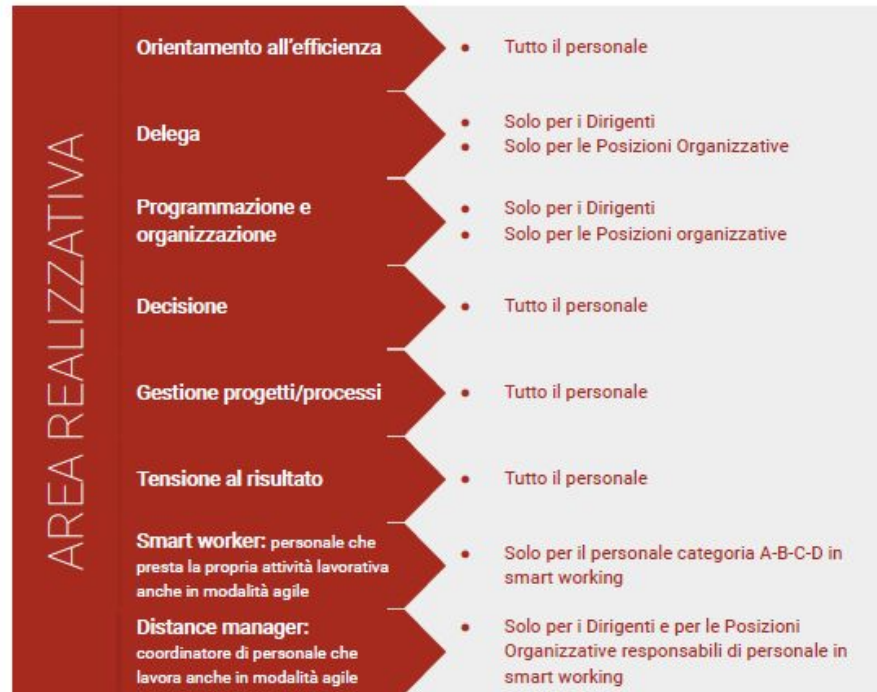 AREA REALIZZATIVA
Orientamento all'efficienza
• Tutto il personale
Delega
• Solo per i Dirigenti
• Solo per le Posizioni Organizzative
Programmazione e
organizzazione
• Solo per i Dirigenti
• Solo per le Posizioni organizzative
Decisione
• Tutto il personale
Gestione progetti/processi
• Tutto il personale
Tensione al risultato
• Tutto il personale
Smart worker: personale che
presta la propria attività lavorativa
anche in modalità agile
• Solo per il personale categoria A-B-C-D in
smart working
Distance manager:
coordinatore di personale che
lavora anche in modalità agile
• Solo per i Dirigenti e per le Posizioni
Organizzative responsabili di personale in
smart working